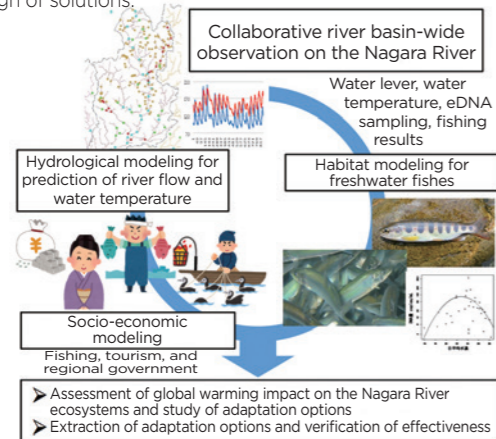 gn of solutions.
Collaborative river basin-wide
observation on the Nagara River
Water lever, water
temperature, eDNA
sampling, fishing
results
Hydrological modeling for
prediction of river flow and
water temperature
Habitat modeling for
freshwater fishes
¥
Socio-economic
modeling
Fishing, tourism, and
regional government
➤ Assessment of global warming impact on the Nagara River
ecosystems and study of adaptation options
➤ Extraction of adaptation options and verification of effectiveness